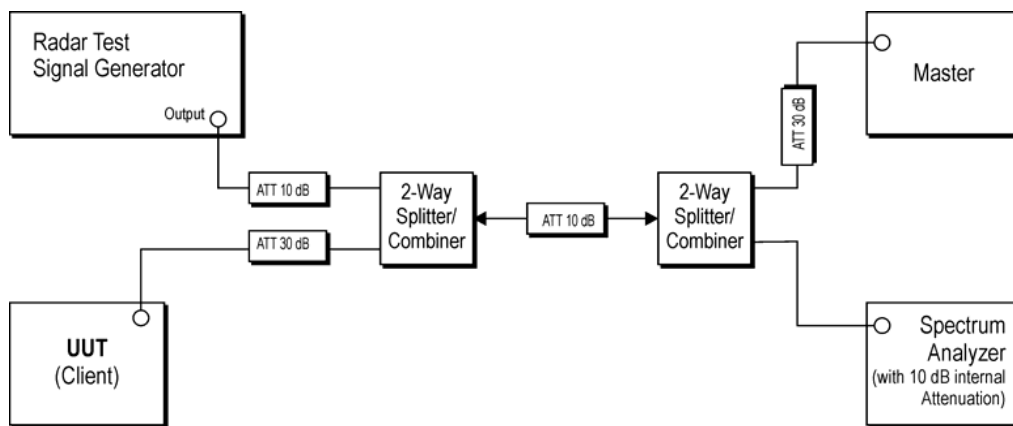 Radar Test
Signal Generator
Output
ATT 10 dB
ATT 30 dB
2-Way
Splitter/
Combiner
ATT 10 dB
2-Way
Splitter/
Combiner
ATT 30 dB
Master
UUT
(Client)
Spectrum
Analyzer
(with 10 dB internal
Attenuation)